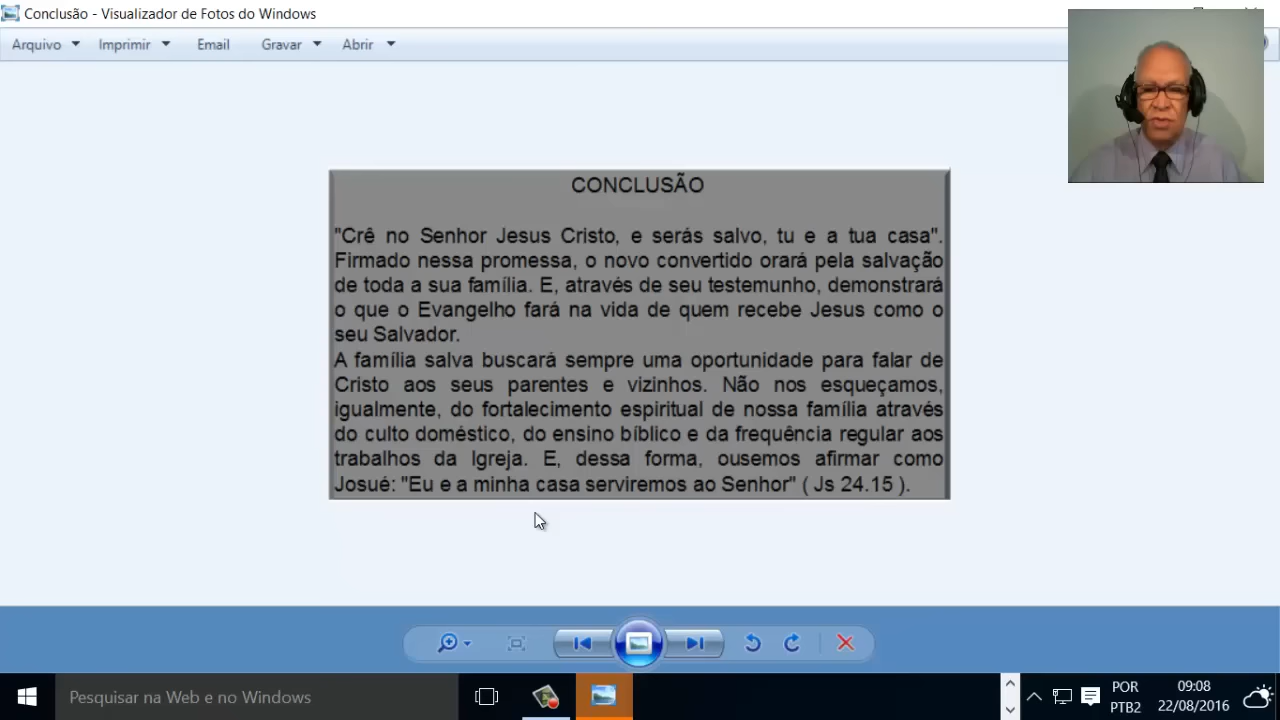 Conclusão - Visualizador de Fotos do Windows
Arquivo Imprimir Email Gravar Abrir
CONCLUSÃO
"Crê no Senhor Jesus Cristo, e serás salvo, tu e a tua casa".
Firmado nessa promessa, o novo convertido orará pela salvação
de toda a sua família. E, através de seu testemunho, demonstrará
o que o Evangelho fará na vida de quem recebe Jesus como o
seu Salvador.
A família salva buscará sempre uma oportunidade para falar de
Cristo aos seus parentes e vizinhos. Não nos esqueçamos,
igualmente, do fortalecimento espiritual de nossa família através
do culto doméstico, do ensino bíblico e da frequência regular aos
trabalhos da Igreja. E, dessa forma, ousemos afirmar como
Josué: "Eu e a minha casa serviremos ao Senhor" ( Js 24.15 ).
Pesquisar na Web e no Windows
POR
PTB2
09:08
22/08/2016